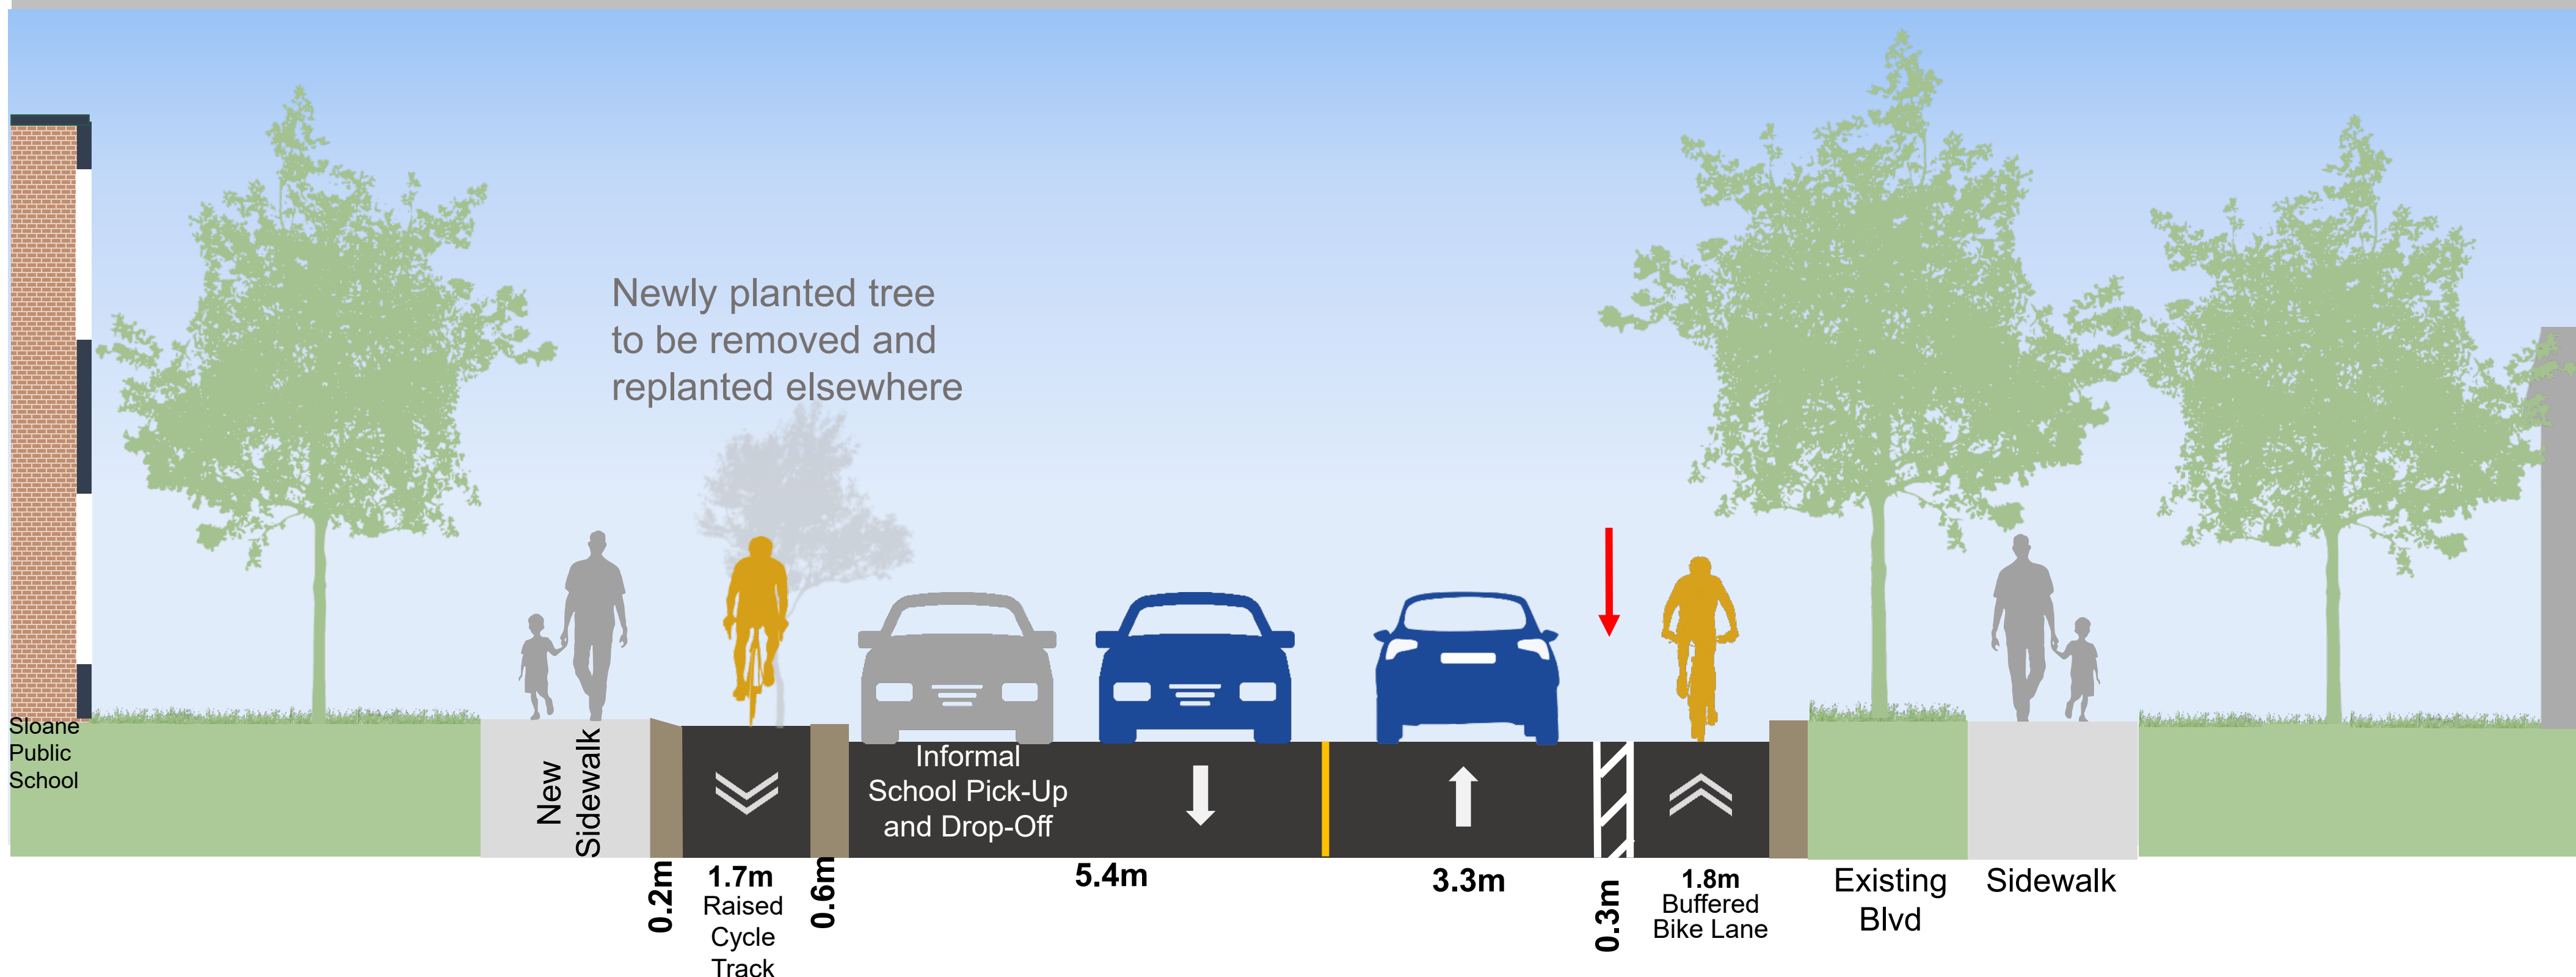 Newly planted tree
to be removed and
replanted elsewhere
Sloane
Public
School
New
Sidewalk
Informal
School Pick-Up
and Drop-Off
0.2m
1.7m
Raised
Cycle
Track
0.6m
5.4m
3.3m
0.3m
1.8m
Buffered
Bike Lane
Existing
Blvd
Sidewalk